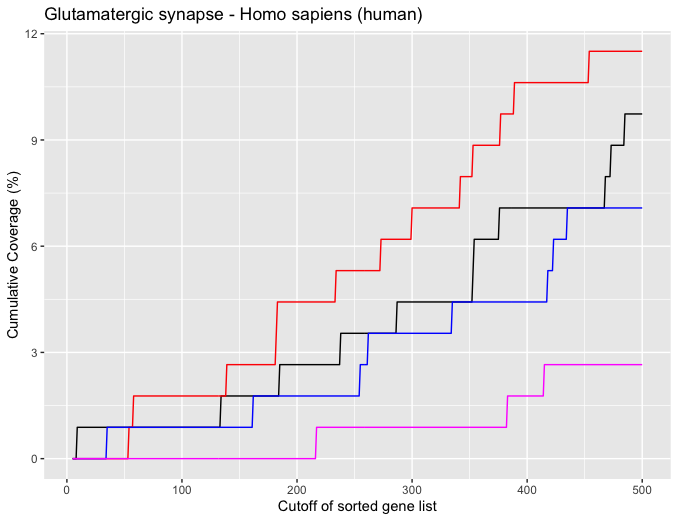 Glutamatergic synapse - Homo sapiens (human)
Cumulative Coverage (%)
12
9
6
3
0
0 100 200 300 400 500
Cutoff of sorted gene list